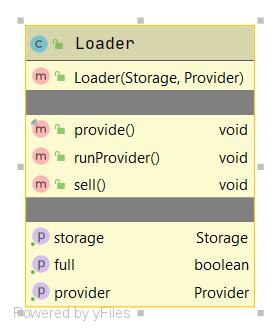 C Loader
m Loader(Storage, Provider)
m provide() void
m runProvider() void
m sell() void
p storage Storage
p full boolean
p provider Provider
Powered by yFiles